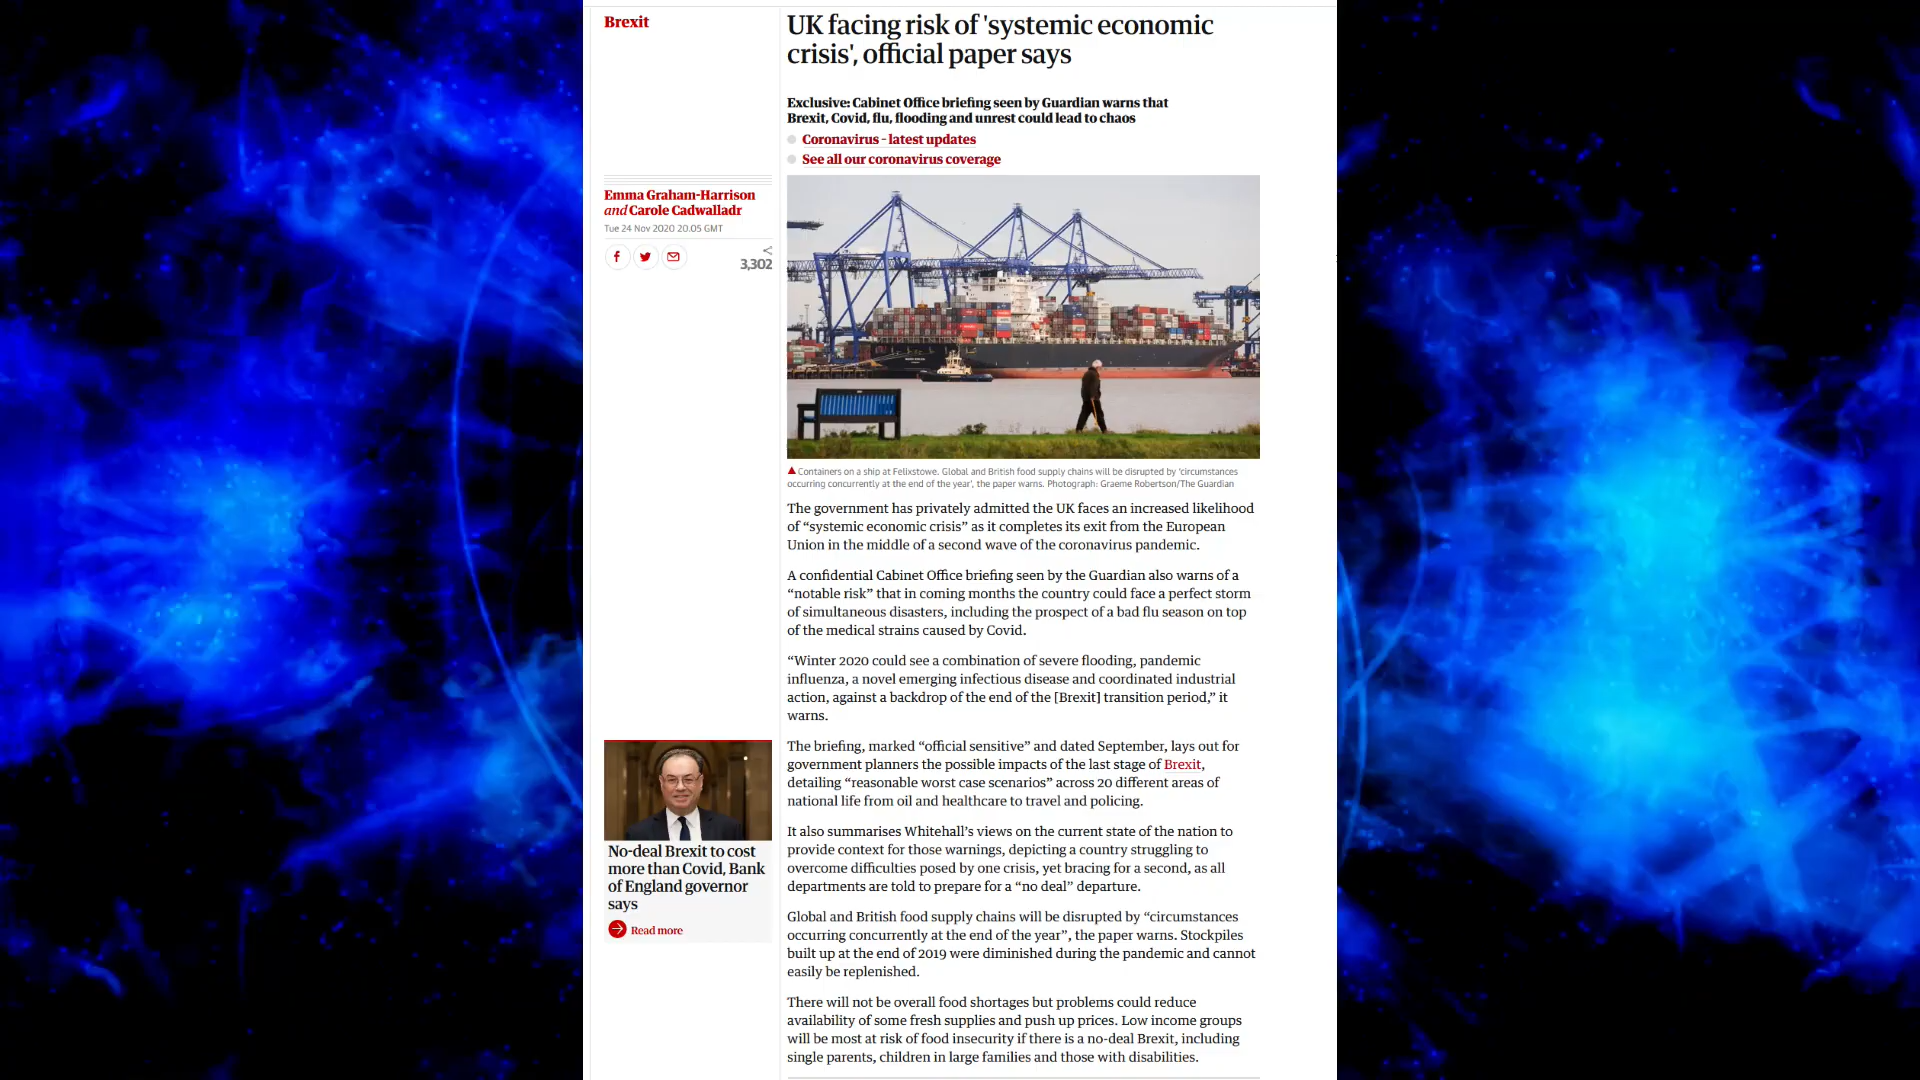 Brexit
UK facing risk of 'systemic economic
crisis', official paper says
Exclusive: Cabinet Office briefing seen by Guardian warns that
Brexit, Covid, flu, flooding and unrest could lead to chaos
Coronavirus – latest updates
See all our coronavirus coverage
Emma Graham-Harrison
and Carole Cadwalladr
Tue 24 Nov 2020 20.05 GMT
3,302
Containers on a ship at Felixstowe. Global and British food supply chains will be disrupted by 'circumstances
occurring concurrently at the end of the year', the paper warns. Photograph: Graeme Robertson/The Guardian
The government has privately admitted the UK faces an increased likelihood
of “systemic economic crisis” as it completes its exit from the European
Union in the middle of a second wave of the coronavirus pandemic.
A confidential Cabinet Office briefing seen by the Guardian also warns of a
“notable risk” that in coming months the country could face a perfect storm
of simultaneous disasters, including the prospect of a bad flu season on top
of the medical strains caused by Covid.
“Winter 2020 could see a combination of severe flooding, pandemic
influenza, a novel emerging infectious disease and coordinated industrial
action, against a backdrop of the end of the [Brexit] transition period,” it
warns.
The briefing, marked “official sensitive” and dated September, lays out for
government planners the possible impacts of the last stage of Brexit,
detailing “reasonable worst case scenarios” across 20 different areas of
national life from oil and healthcare to travel and policing.
It also summarises Whitehall’s views on the current state of the nation to
provide context for those warnings, depicting a country struggling to
overcome difficulties posed by one crisis, yet bracing for a second, as all
departments are told to prepare for a “no deal” departure.
Global and British food supply chains will be disrupted by “circumstances
occurring concurrently at the end of the year”, the paper warns. Stockpiles
built up at the end of 2019 were diminished during the pandemic and cannot
easily be replenished.
There will not be overall food shortages but problems could reduce
availability of some fresh supplies and push up prices. Low income groups
will be most at risk of food insecurity if there is a no-deal Brexit, including
single parents, children in large families and those with disabilities.
No-deal Brexit to cost
more than Covid, Bank
of England governor
says
Read more